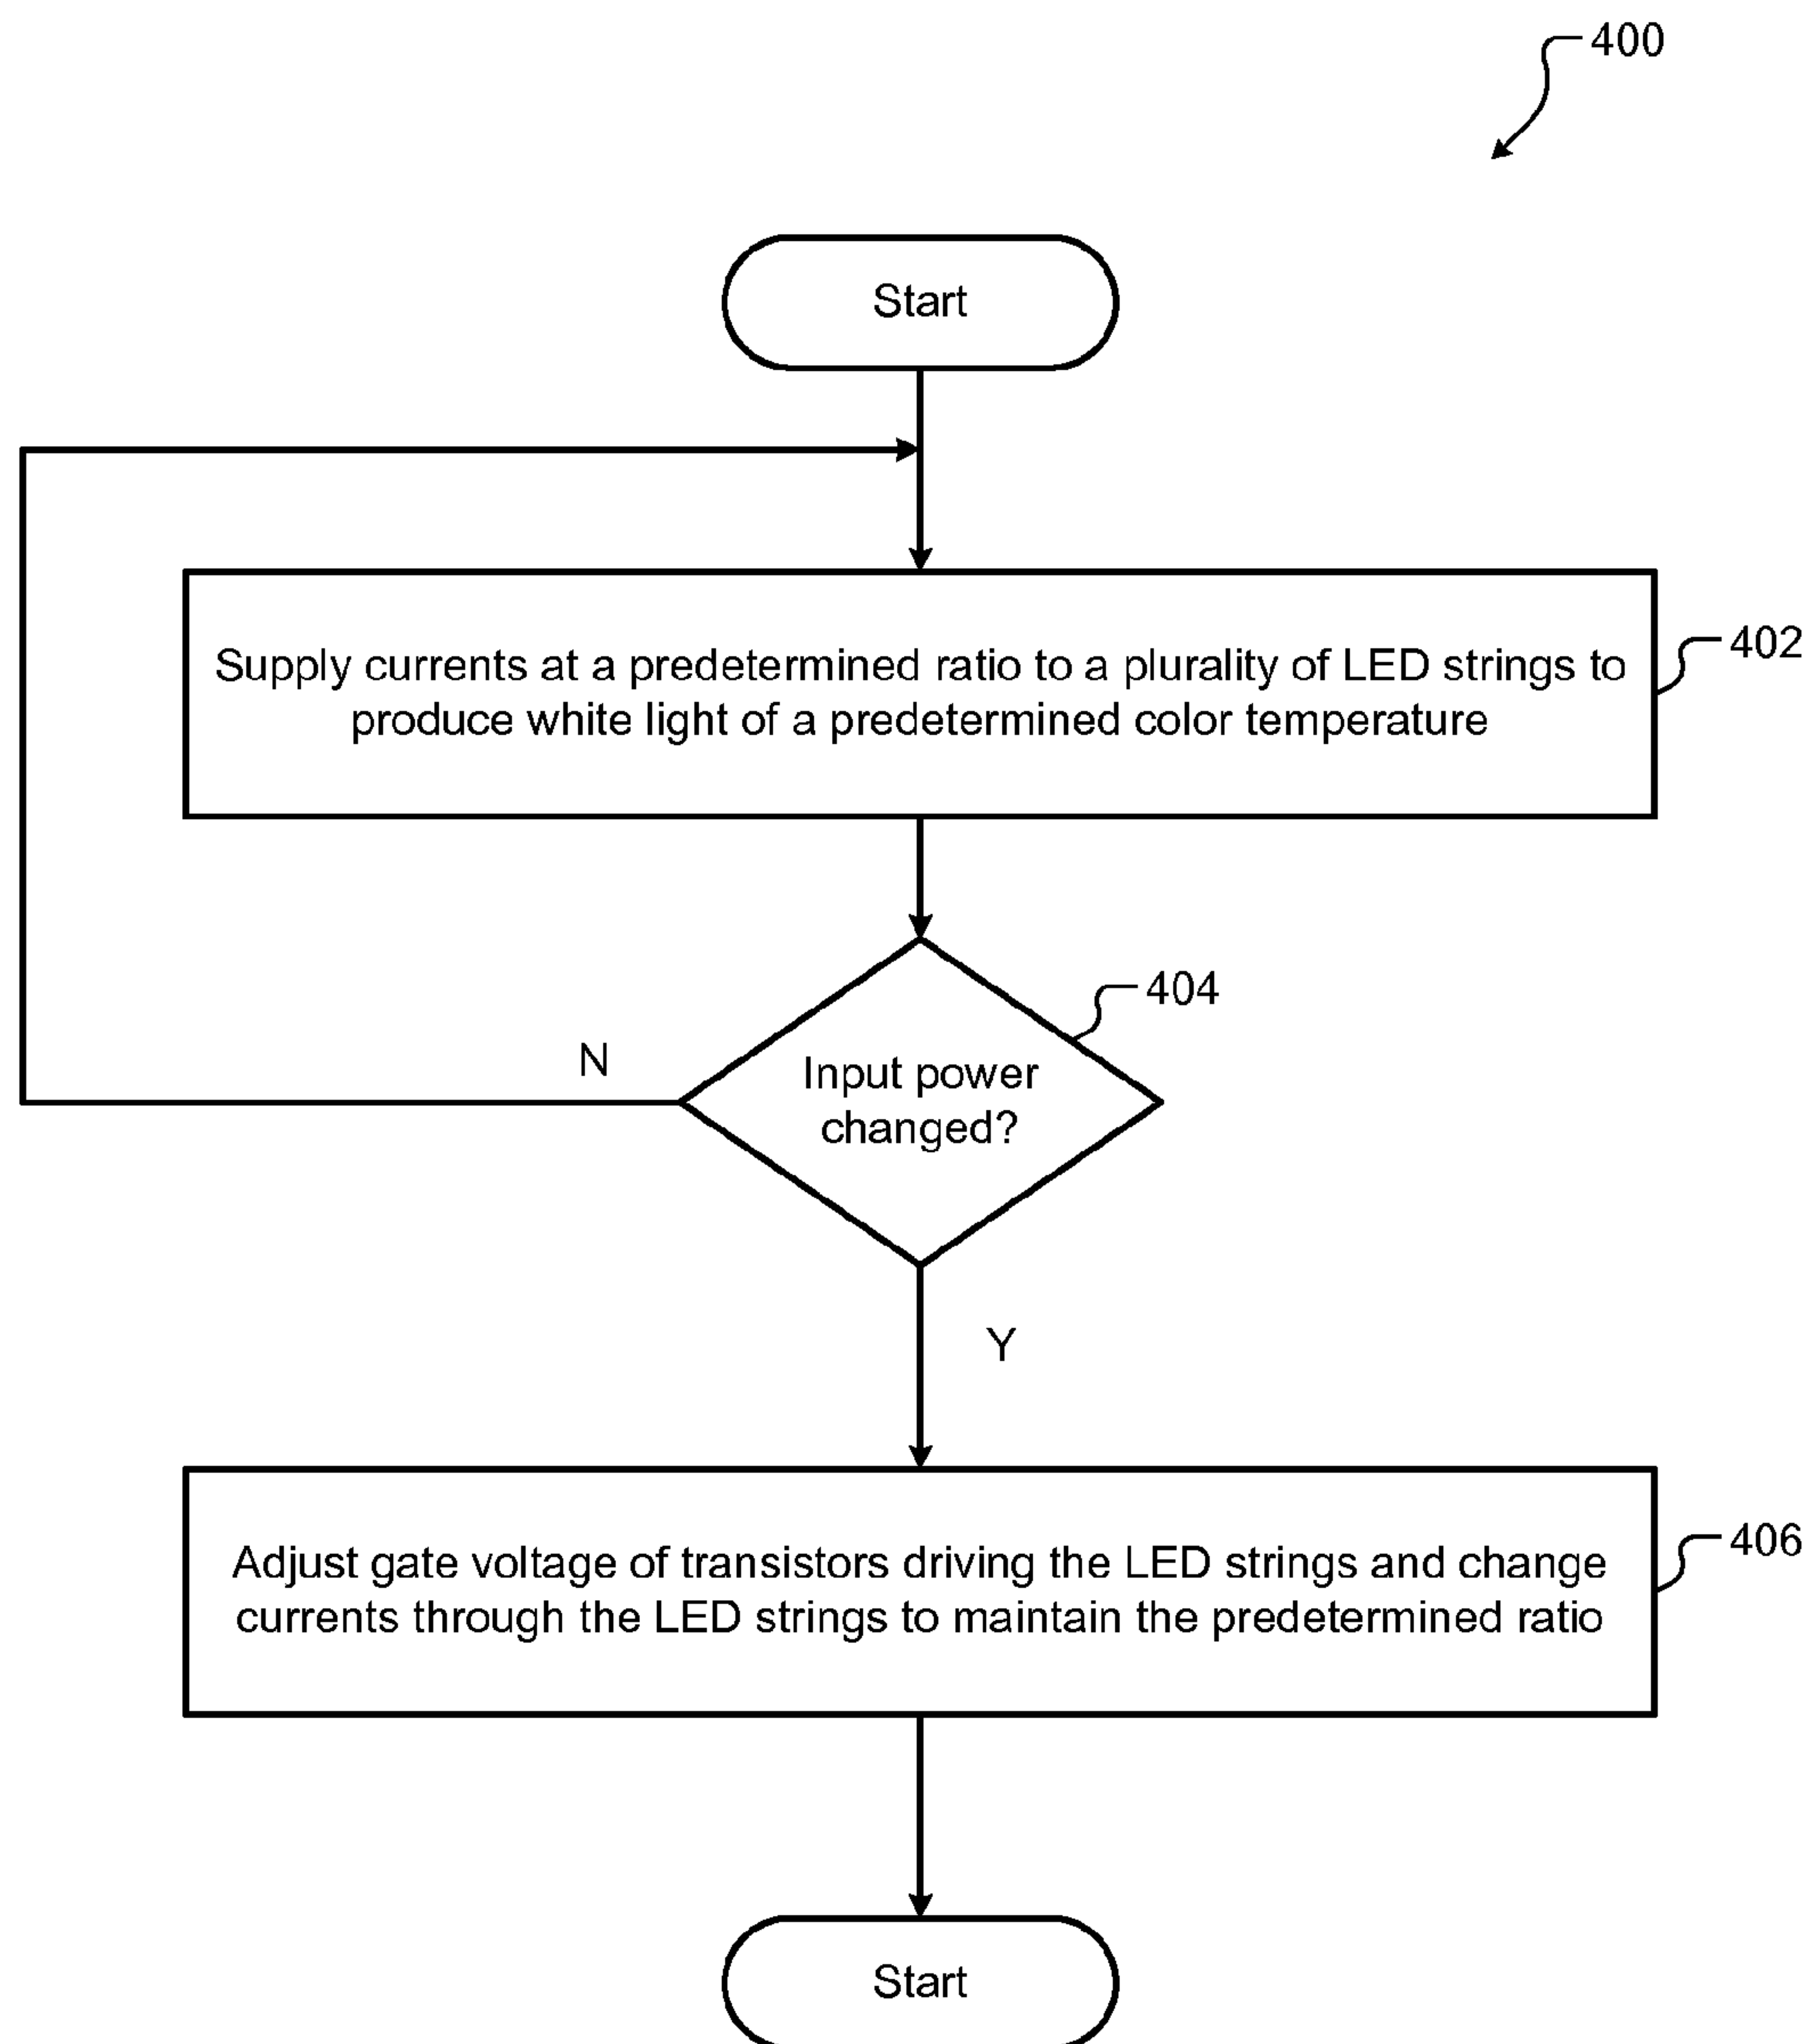 400
Start
Supply currents at a predetermined ratio to a plurality of LED strings to
produce white light of a predetermined color temperature
402
404
N
Input power
changed?
Y
Adjust gate voltage of transistors driving the LED strings and change
currents through the LED strings to maintain the predetermined ratio
406
Start